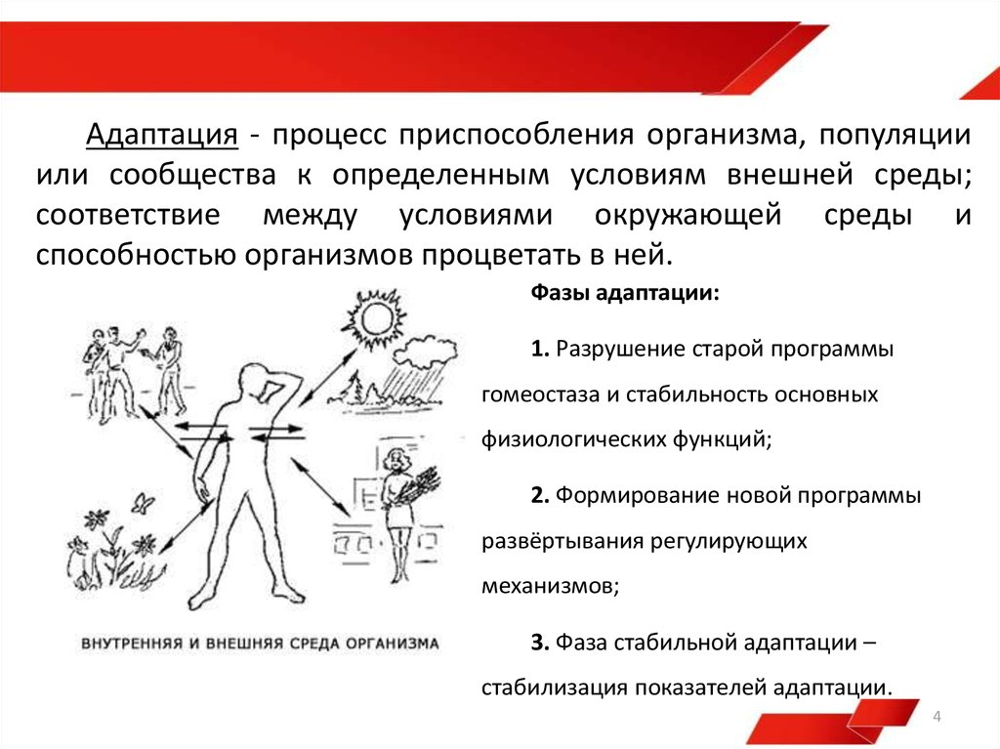 Адаптация - процесс приспособления организма, популяции
или сообщества к определенным условиям внешней среды;
соответствие между условиями окружающей среды и
способностью организмов процветать в ней.
Фазы адаптации:
1. Разрушение старой программы
гомеостаза и стабильность основных
физиологических функций;
2. Формирование новой программы
развёртывания регулирующих
механизмов;
3. Фаза стабильной адаптации –
стабилизация показателей адаптации.
ВНУТРЕННЯЯ И ВНЕШНЯЯ СРЕДА ОРГАНИЗМА
4